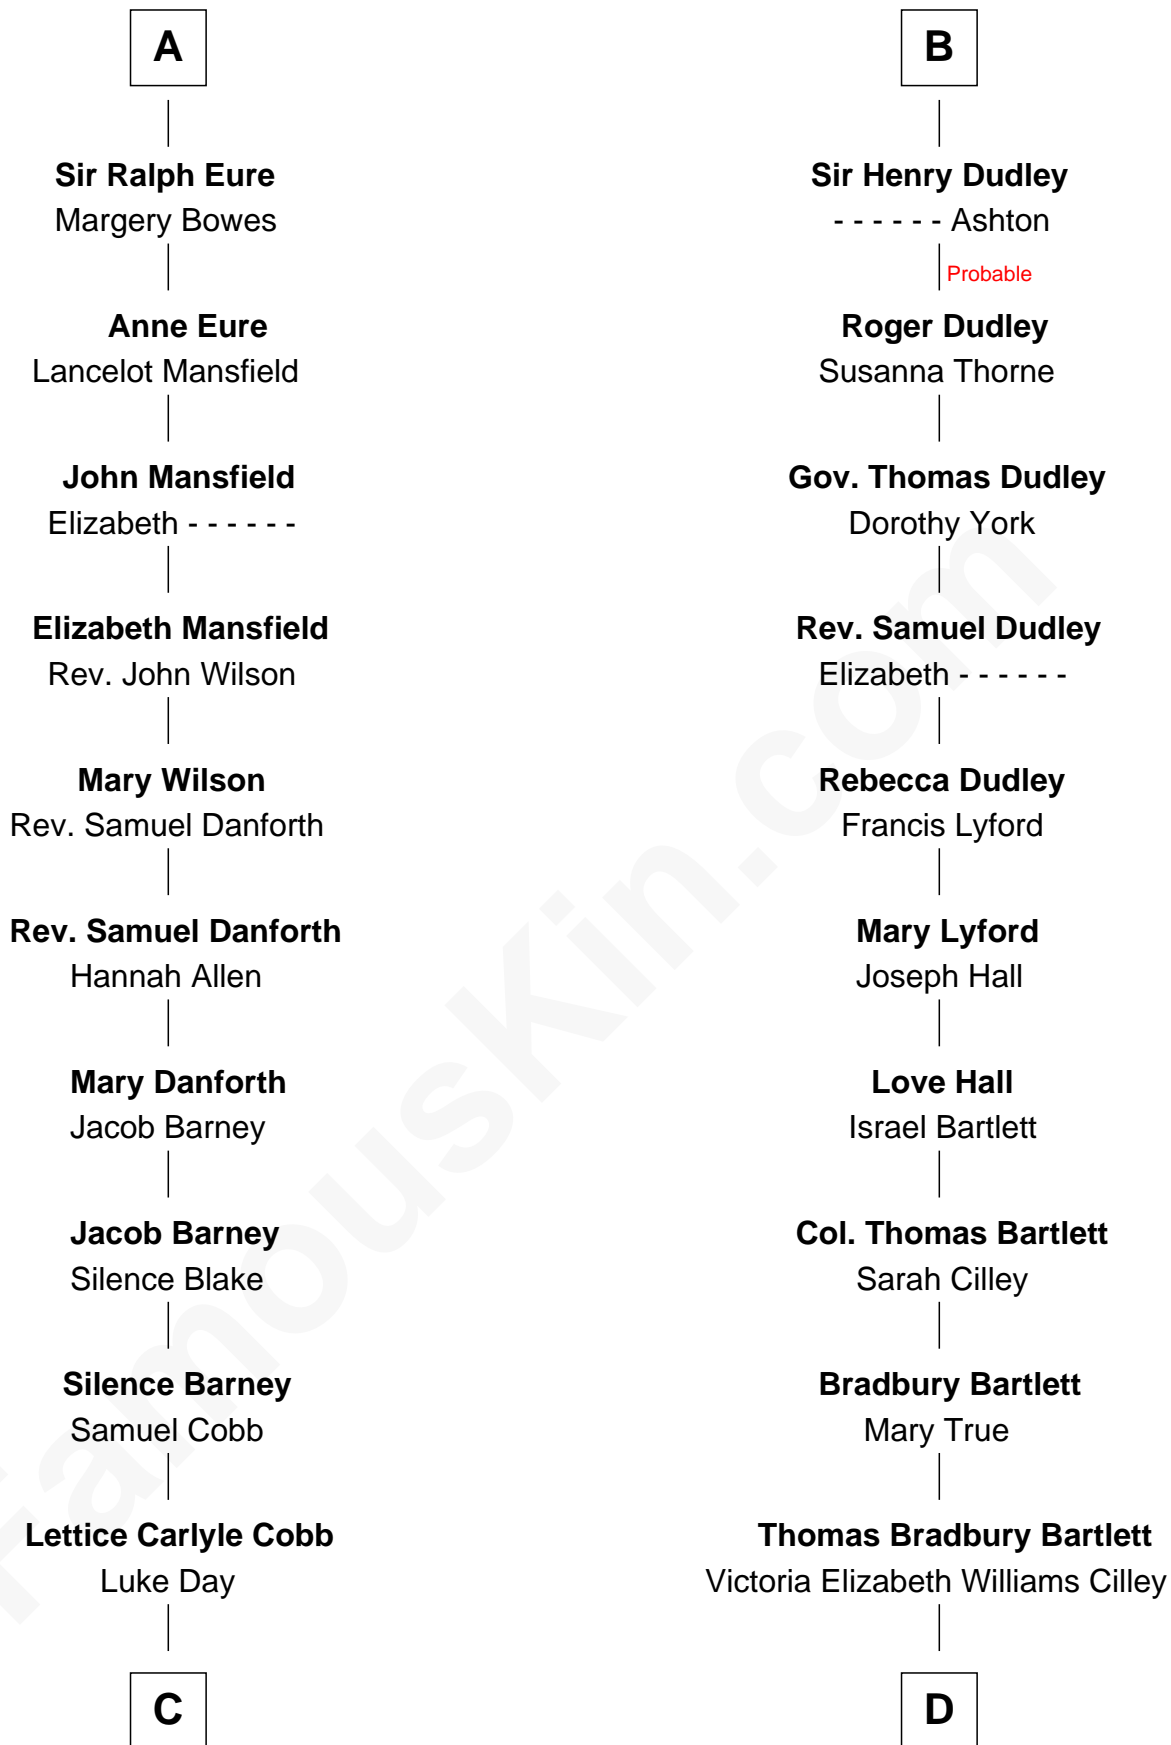 A
Sir Ralph Eure
Margery Bowes
Anne Eure
Lancelot Mansfield
John Mansfield
Elizabeth - - - - - -
Elizabeth Mansfield
Rev. John Wilson
Mary Wilson
Rev. Samuel Danforth
Rev. Samuel Danforth
Hannah Allen
Mary Danforth
Jacob Barney
Jacob Barney
Silence Blake
Silence Barney
Samuel Cobb
Lettice Carlyle Cobb
Luke Day
C
B
Sir Henry Dudley
- - - - - - Ashton
Probable
Roger Dudley
Susanna Thorne
Gov. Thomas Dudley
Dorothy York
Rev. Samuel Dudley
Elizabeth - - - - - -
Rebecca Dudley
Francis Lyford
Mary Lyford
Joseph Hall
Love Hall
Israel Bartlett
Col. Thomas Bartlett
Sarah Cilley
Bradbury Bartlett
Mary True
Thomas Bradbury Bartlett
Victoria Elizabeth Williams Cilley
D
FamousKin.com